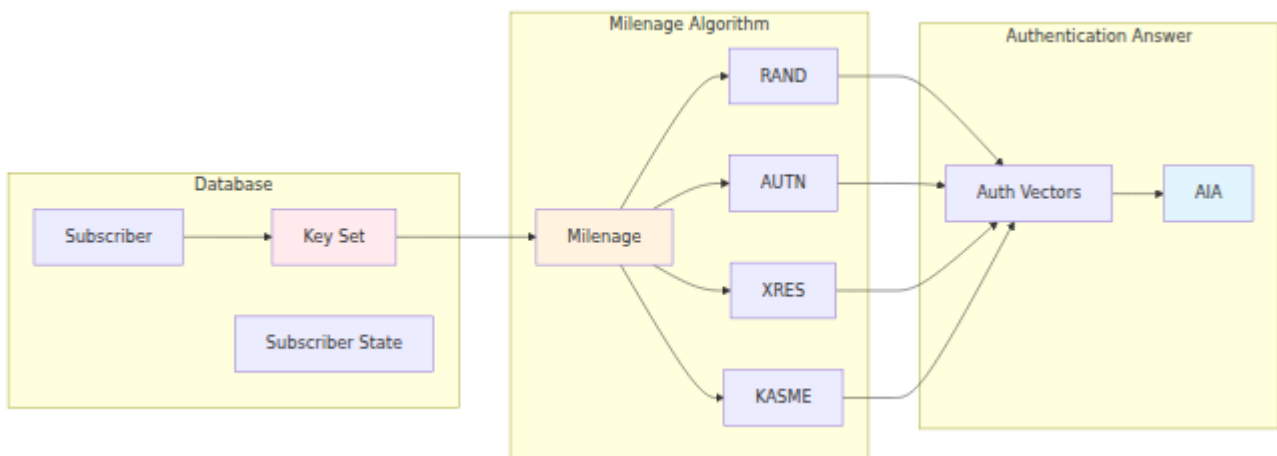 Database
Subscriber
Key Set
Subscriber State
Milenage Algorithm
Milenage
RAND
AUTN
XRES
KASME
Authentication Answer
Auth Vectors
AIA